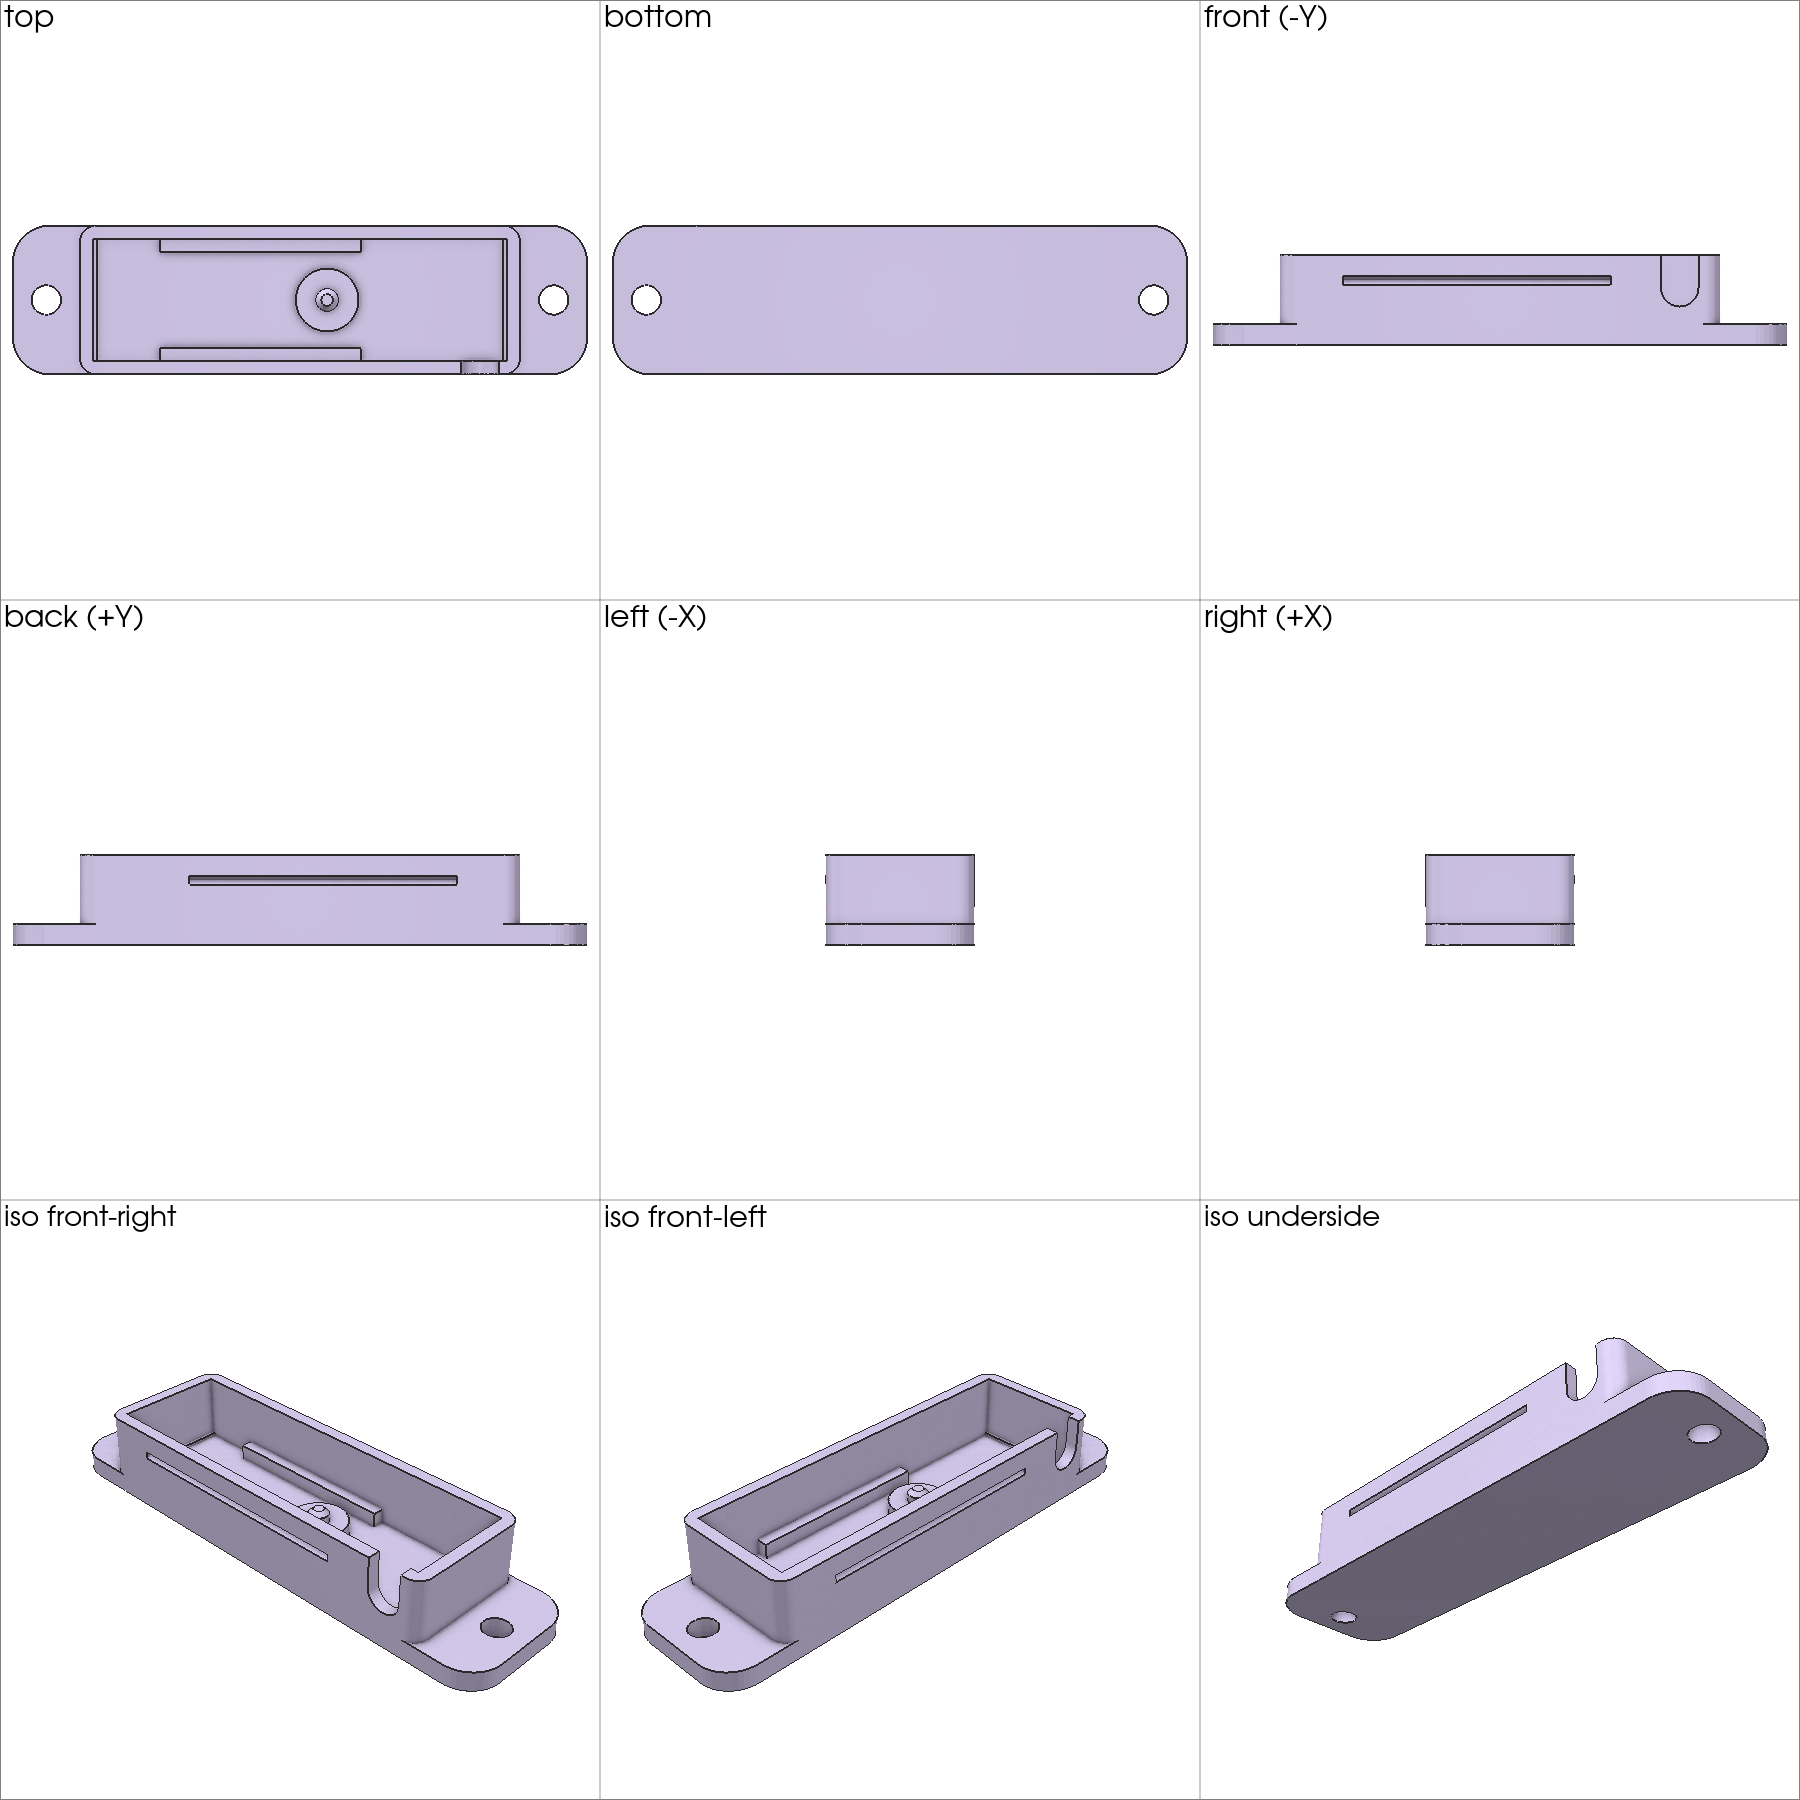 top
bottom
front (-Y)
back (+Y)
left (-X)
right (+X)
iso front-right
iso front-left
iso underside